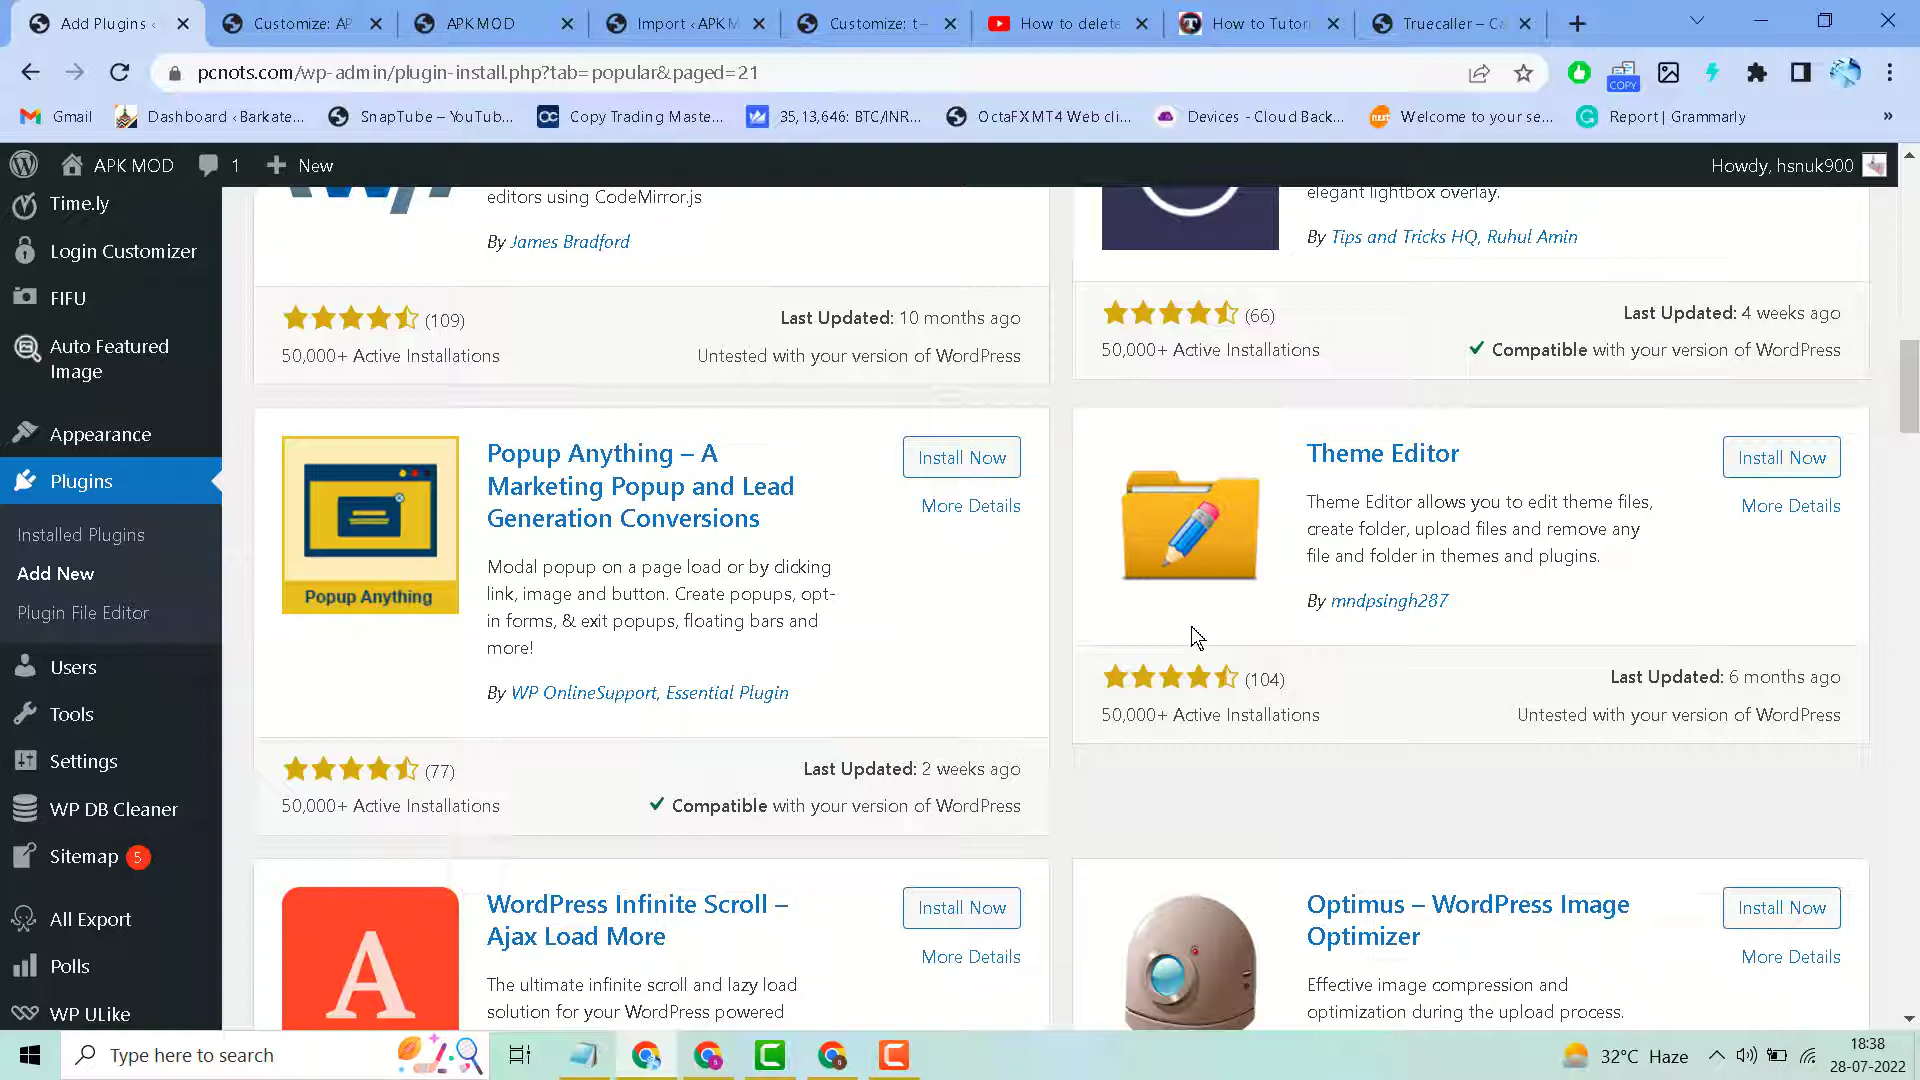 Add Plugins ‹
Customize: AP
APK MOD
Import ‹ APK M
Customize: t –
How to delete
How to Tutori
Truecaller – Ca
pcnots.com/wp-admin/plugin-install.php?tab=popular&paged=21
COPY
Gmail
Dashboard ‹ Barkate...
SnapTube – YouTub...
CC
Copy Trading Maste...
35,13,646: BTC/INR...
OctaFX MT4 Web cli...
Devices - Cloud Back...
Welcome to your se...
Report | Grammarly
»
APK MOD
1
New
Howdy, hsnuk900
Time.ly
Login Customizer
FIFU
Auto Featured
Image
Appearance
Plugins
Installed Plugins
Add New
Plugin File Editor
Users
Tools
Settings
WP DB Cleaner
Sitemap 5
All Export
Polls
WP ULike
editors using CodeMirror.js
By James Bradford
(109)
Last Updated: 10 months ago
50,000+ Active Installations
Untested with your version of WordPress
elegant lightbox overlay.
By Tips and Tricks HQ, Ruhul Amin
(66)
Last Updated: 4 weeks ago
50,000+ Active Installations
Compatible with your version of WordPress
Popup Anything
Popup Anything – A
Marketing Popup and Lead
Generation Conversions
Install Now
More Details
Modal popup on a page load or by clicking
link, image and button. Create popups, opt-
in forms, & exit popups, floating bars and
more!
By WP OnlineSupport, Essential Plugin
(77)
Last Updated: 2 weeks ago
50,000+ Active Installations
Compatible with your version of WordPress
Theme Editor
Install Now
More Details
Theme Editor allows you to edit theme files,
create folder, upload files and remove any
file and folder in themes and plugins.
By mndpsingh287
(104)
Last Updated: 6 months ago
50,000+ Active Installations
Untested with your version of WordPress
A
WordPress Infinite Scroll –
Ajax Load More
Install Now
More Details
The ultimate infinite scroll and lazy load
solution for your WordPress powered
Optimus – WordPress Image
Optimizer
Install Now
More Details
Effective image compression and
optimization during the upload process.
Type here to search
32°C Haze
18:38
28-07-2022